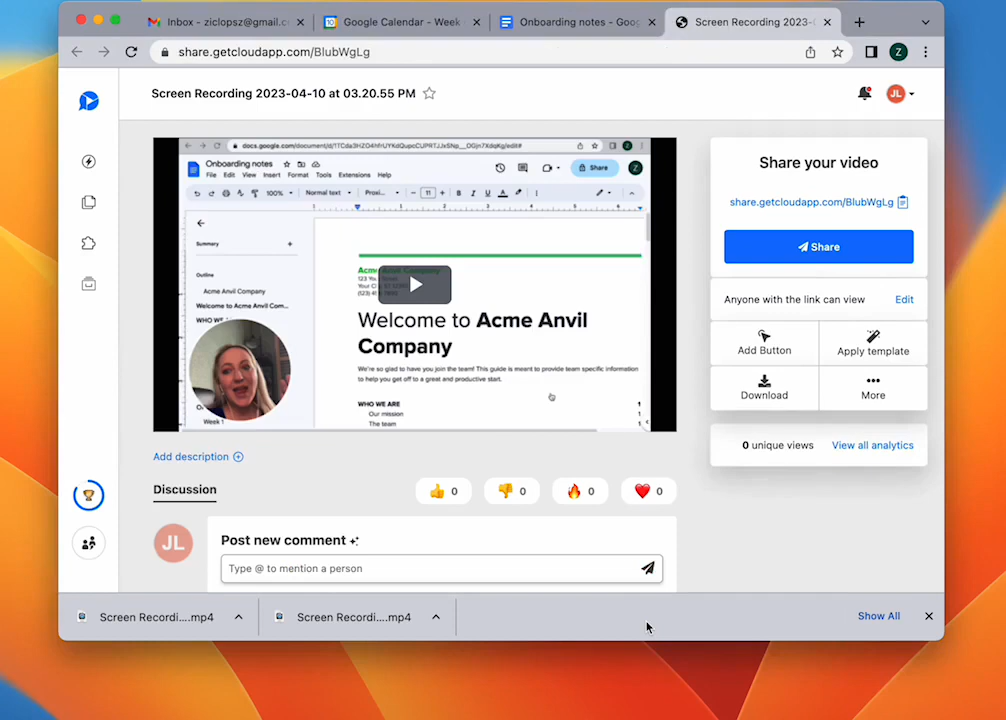 Inbox - ziclopsz@gmail.c
Google Calendar - Week
Onboarding notes - Goo
Screen Recording 2023-
share.getcloudapp.com/BlubWgLg
Z
Screen Recording 2023-04-10 at 03.20.55 PM
JL
Onboarding notes
File Edit View Insert Format Tools Extensions Help
Share
Z
100%
Normal text
Proxi...
11
B I U A
Summary
Outline
Acme Anvil Company
Welcome to Acme Anvil Com...
WHO WE
Week 1
Welcome to Acme Anvil
Company
We're so glad to have you join the team! This guide is meant to provide team specific information
to help you get off to a great and productive start.
WHO WE ARE 1
Our mission 1
The team 1
Share your video
share.getcloudapp.com/BlubWgLg
Share
Anyone with the link can view Edit
Add Button
Apply template
Download
More
0 unique views View all analytics
Add description
Discussion
0
0
0
0
JL
Post new comment
Type @ to mention a person
Screen Recordi....mp4
Screen Recordi....mp4
Show All